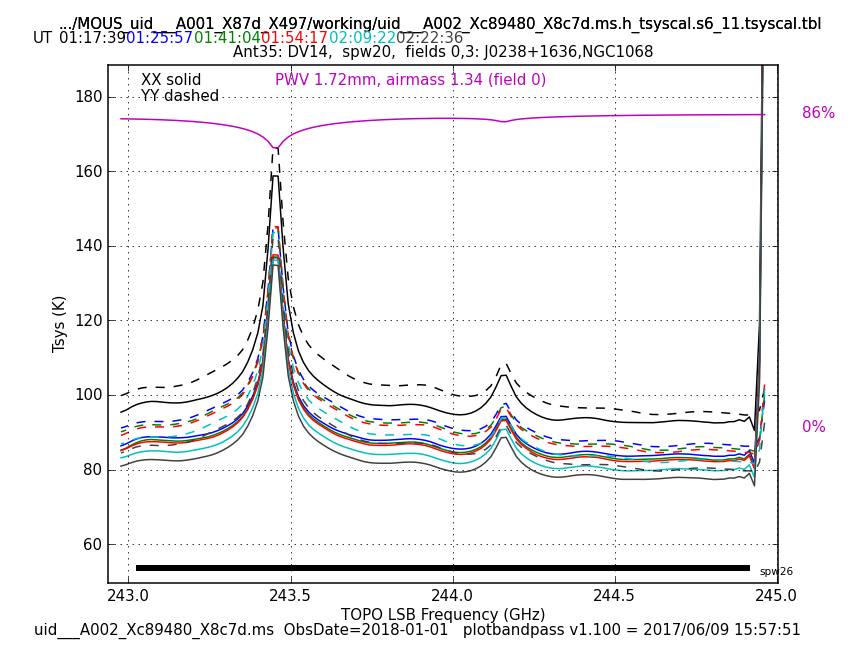 .../MOUS_uid___A001_X87d_X497/working/uid___A002_Xc89480_X8c7d.ms.h_tsyscal.s6_11.tsyscal.tbl
UT 01:17:39 01:25:57 01:41:04 01:54:17 02:09:22 02:22:36
Ant35: DV14, spw20, fields 0,3: J0238+1636,NGC1068
XX solid
PWV 1.72mm, airmass 1.34 (field 0)
YY dashed
180
160
140
120
100
80
60
Tsys (K)
86%
0%
spw26
243.0 243.5 244.0 244.5 245.0
TOPO LSB Frequency (GHz)
uid___A002_Xc89480_X8c7d.ms ObsDate=2018-01-01 plotbandpass v1.100 = 2017/06/09 15:57:51